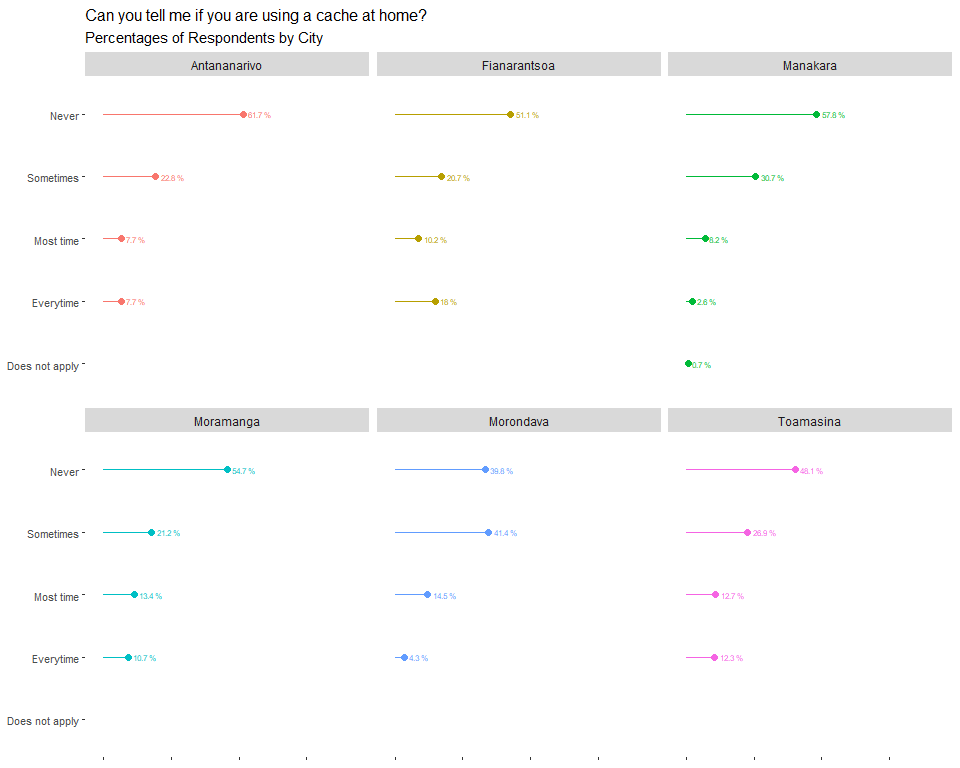 Can you tell me if you are using a cache at home?
Percentages of Respondents by City
Antananarivo
Fianarantsoa
Manakara
Never
61.7 %
51.1 %
57.8 %
Sometimes
22.8 %
20.7 %
30.7 %
Most time
7.7 %
10.2 %
8.2 %
Everytime
7.7 %
18 %
2.6 %
Does not apply
0.7 %
Moramanga
Morondava
Toamasina
Never
54.7 %
39.8 %
48.1 %
Sometimes
21.2 %
41.4 %
26.9 %
Most time
13.4 %
14.5 %
12.7 %
Everytime
10.7 %
4.3 %
12.3 %
Does not apply